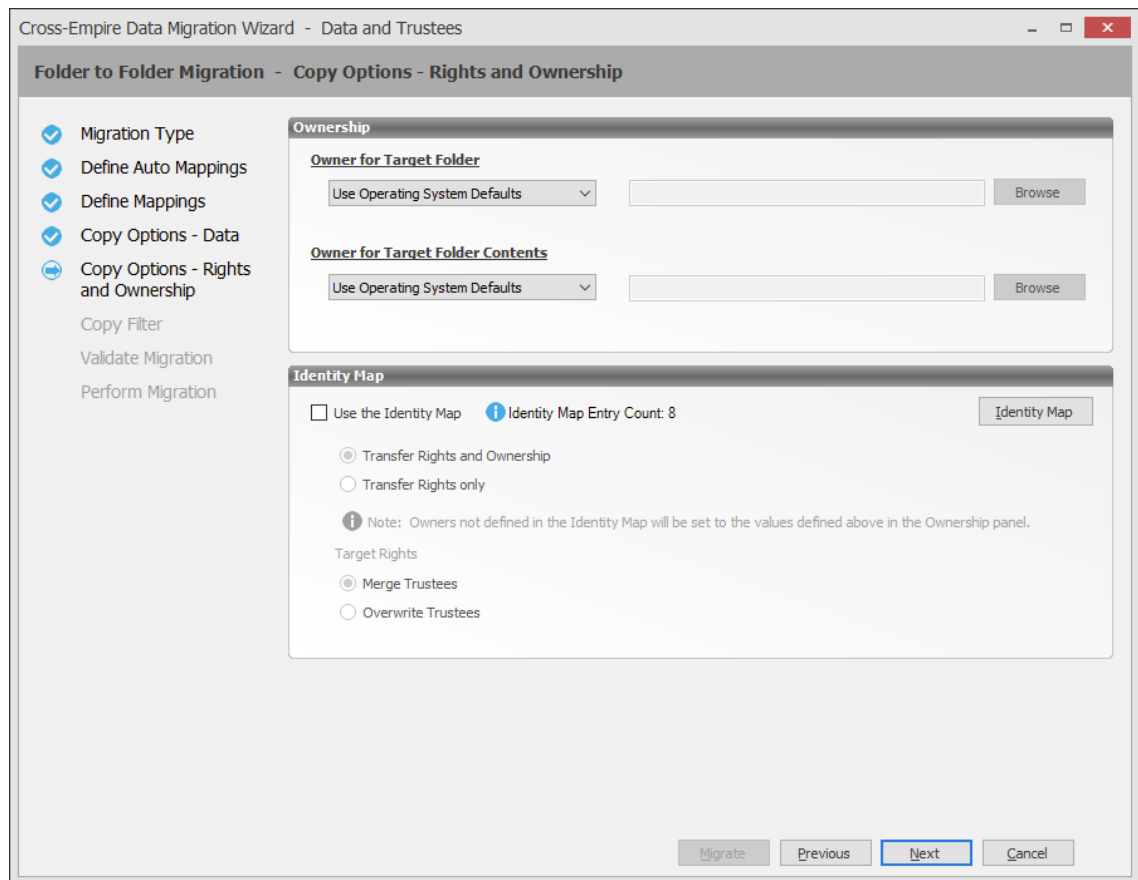 Cross-Empire Data Migration Wizard - Data and Trustees
Folder to Folder Migration - Copy Options - Rights and Ownership
Migration Type
Define Auto Mappings
Define Mappings
Copy Options - Data
Copy Options - Rights
and Ownership
Copy Filter
Validate Migration
Perform Migration
Ownership
Owner for Target Folder
Use Operating System Defaults
Browse
Owner for Target Folder Contents
Use Operating System Defaults
Browse
Identity Map
Use the Identity Map
Identity Map Entry Count: 8
Identity Map
Transfer Rights and Ownership
Transfer Rights only
Note: Owners not defined in the Identity Map will be set to the values defined above in the Ownership panel.
Target Rights
Merge Trustees
Overwrite Trustees
Migrate
Previous
Next
Cancel